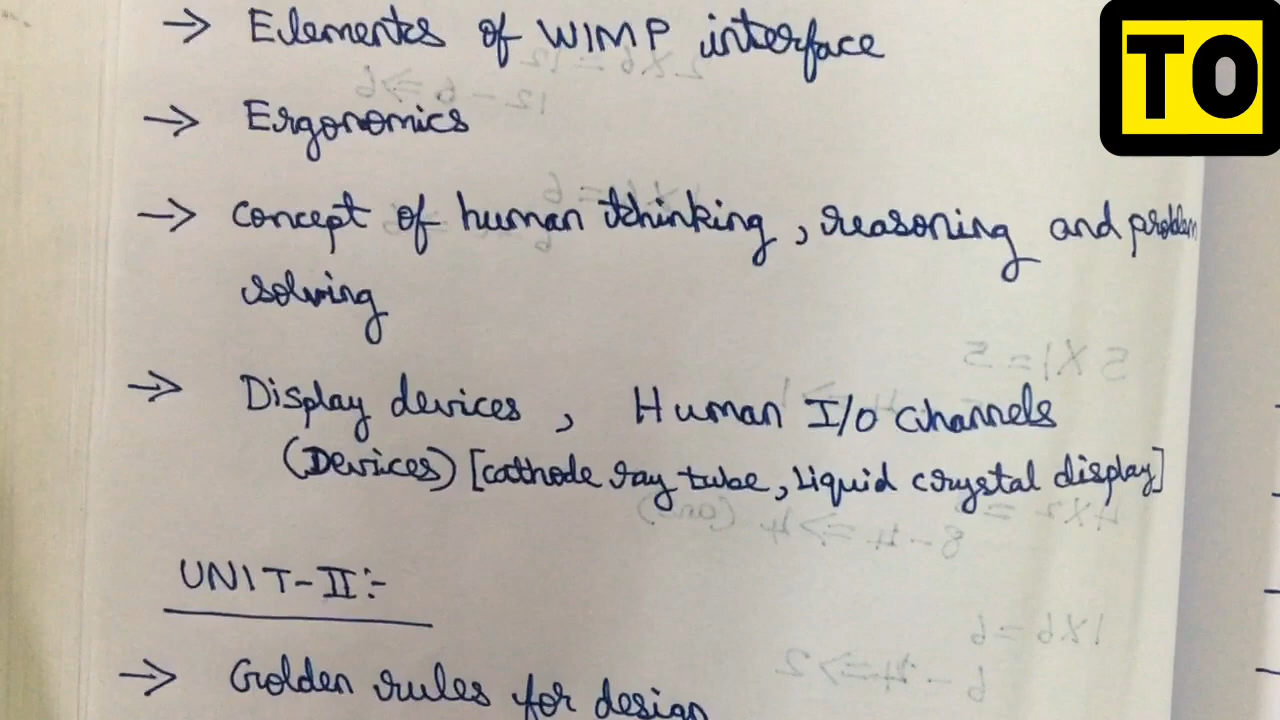 → Elements of WIMP interface
TO
→ Ergonomics
→ concept of human thinking, reasoning and problem
solving
→ Display devices, Human I/O channels
(Devices) [cathode ray tube, Liquid crystal display]
UNIT-II:-
→ Golden rules for design